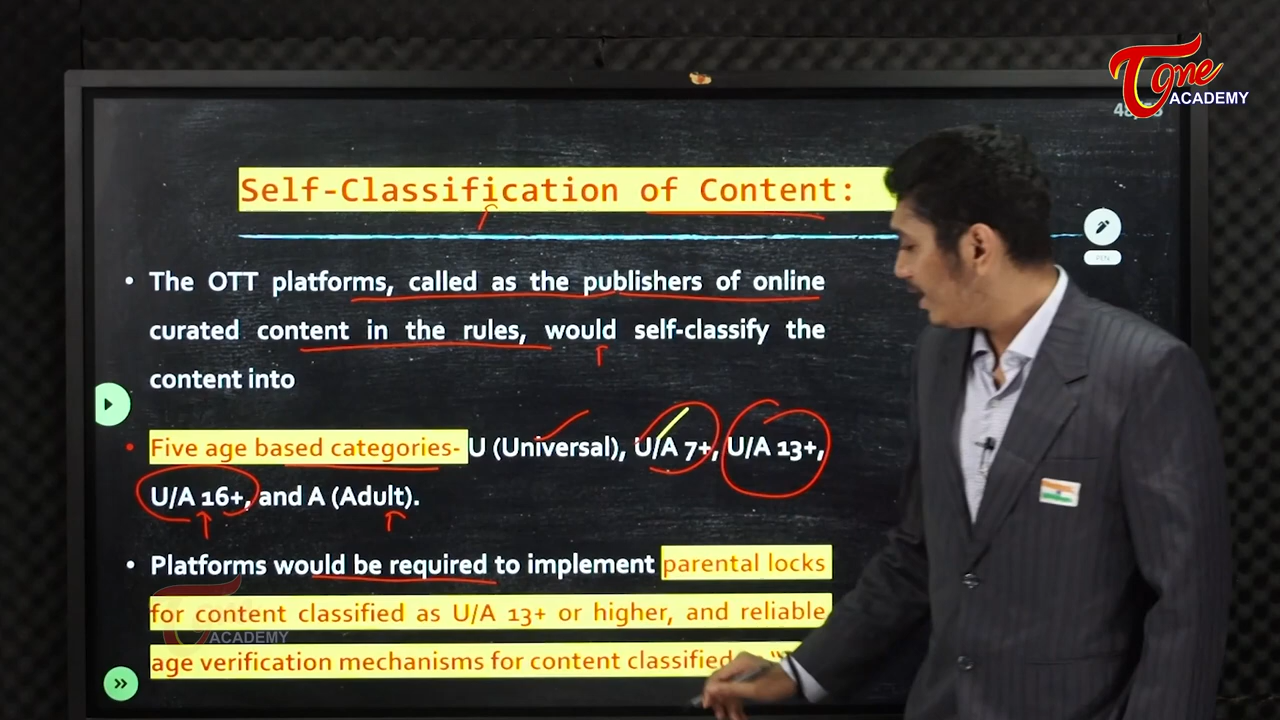 Tone
ACADEMY
Self-Classification of Content:
PEN
• The OTT platforms, called as the publishers of online
curated content in the rules, would self-classify the
content into
• Five age based categories- U (Universal), U/A 7+, U/A 13+,
U/A 16+, and A (Adult).
• Platforms would be required to implement parental locks
for content classified as U/A 13+ or higher, and reliable
age verification mechanisms for content classified
ACADEMY